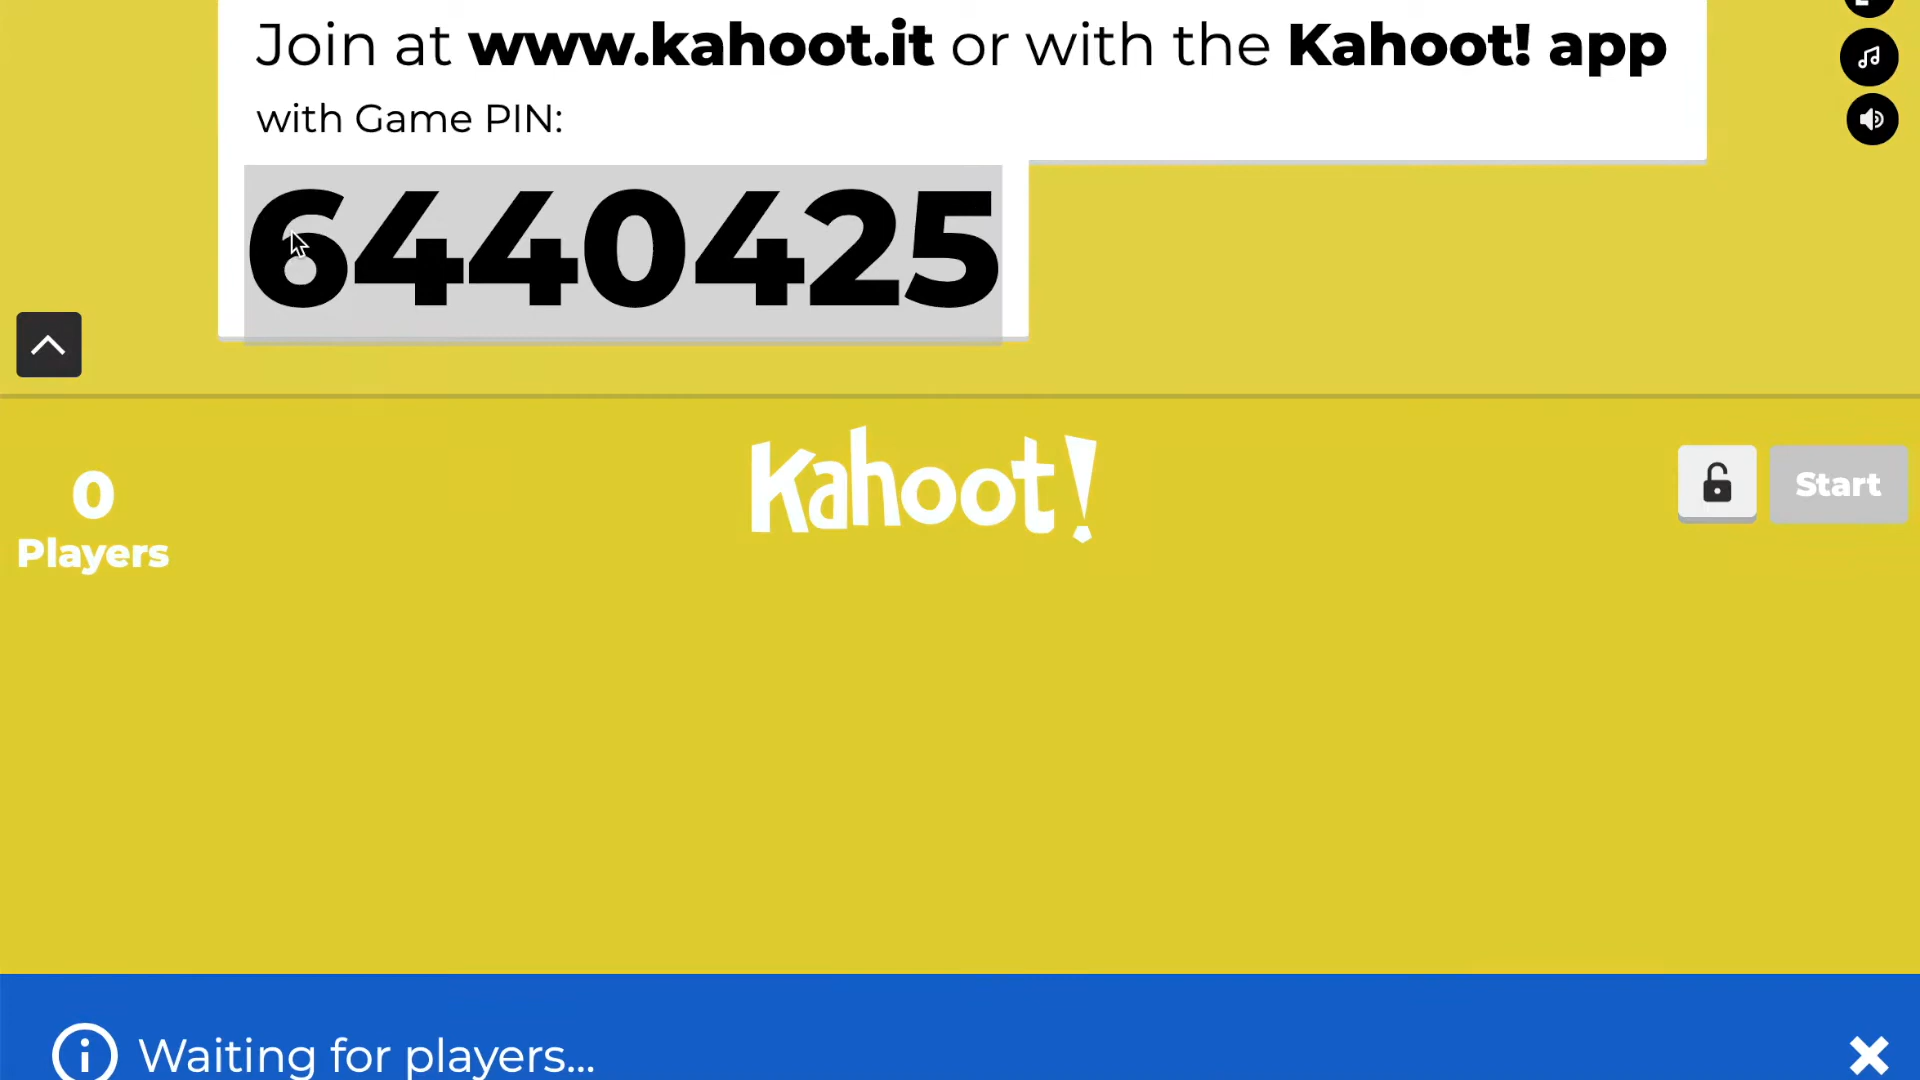 Join at www.kahoot.it or with the Kahoot! app
with Game PIN:
6440425
Kahoot!
0
Players
Start
Waiting for players...